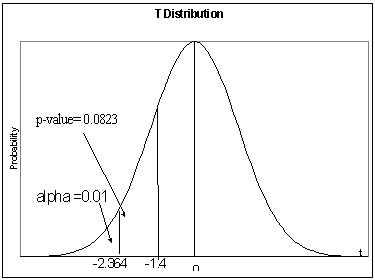 T Distribution
Probability
p-value= 0.0823
alpha =0.01
-2.364
-1.4
0
t